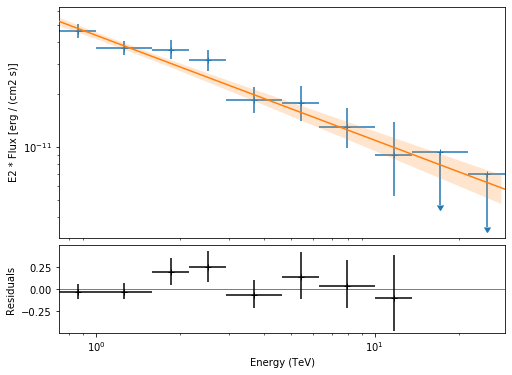 E2 * Flux [erg / (cm2 s)]
10⁻¹¹
Residuals
0.25
0.00
−0.25
10⁰
10¹
Energy (TeV)